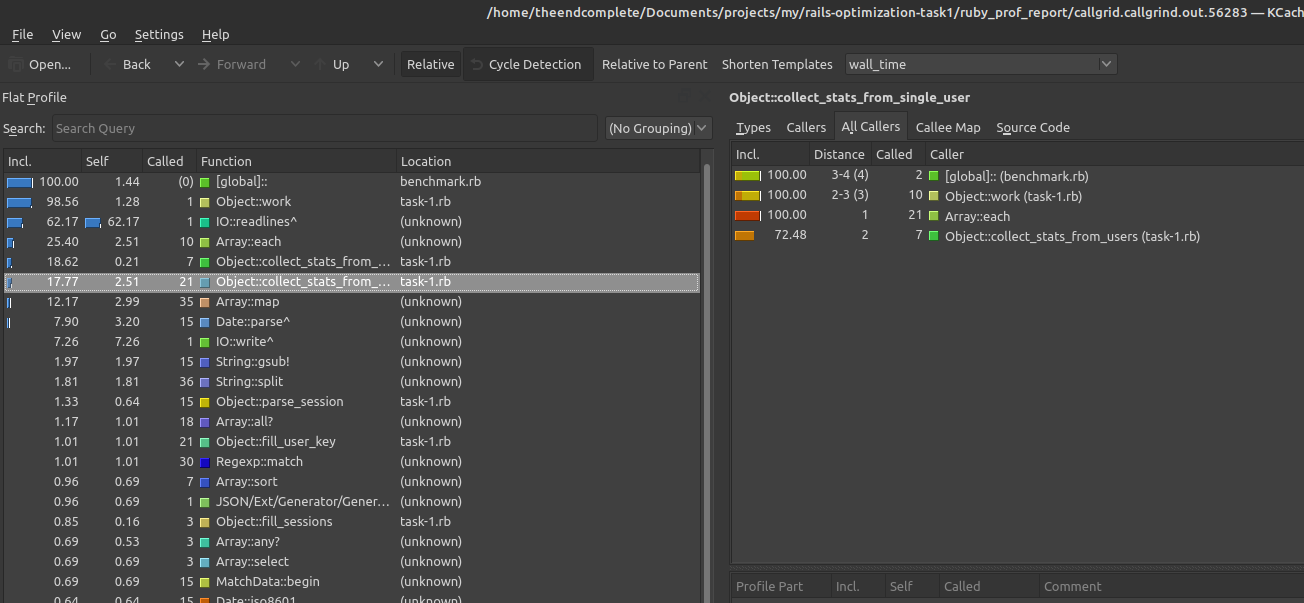 /home/theendcomplete/Documents/projects/my/rails-optimization-task1/ruby_prof_report/callgrid.callgrind.out.56283 — KCach
File View Go Settings Help
Open... Back Forward Up Relative Cycle Detection Relative to Parent Shorten Templates wall_time
Flat Profile
Search: Search Query (No Grouping)
Incl. Self Called Function Location
100.00 1.44 (0) [global]:: benchmark.rb
98.56 1.28 1 Object::work task-1.rb
62.17 62.17 1 IO::readlines^ (unknown)
25.40 2.51 10 Array::each (unknown)
18.62 0.21 7 Object::collect_stats_from_... task-1.rb
17.77 2.51 21 Object::collect_stats_from_... task-1.rb
12.17 2.99 35 Array::map (unknown)
7.90 3.20 15 Date::parse^ (unknown)
7.26 7.26 1 IO::write^ (unknown)
1.97 1.97 15 String::gsub! (unknown)
1.81 1.81 36 String::split (unknown)
1.33 0.64 15 Object::parse_session task-1.rb
1.17 1.01 18 Array::all? (unknown)
1.01 1.01 21 Object::fill_user_key task-1.rb
1.01 1.01 30 Regexp::match (unknown)
0.96 0.69 7 Array::sort (unknown)
0.96 0.69 1 JSON/Ext/Generator/Gener... (unknown)
0.85 0.16 3 Object::fill_sessions task-1.rb
0.69 0.53 3 Array::any? (unknown)
0.69 0.69 3 Array::select (unknown)
0.69 0.69 15 MatchData::begin (unknown)
0.64 0.64 15 Date::iso8601 (unknown)
Object::collect_stats_from_single_user
Types Callers All Callers Callee Map Source Code
Incl. Distance Called Caller
100.00 3-4 (4) 2 [global]:: (benchmark.rb)
100.00 2-3 (3) 10 Object::work (task-1.rb)
100.00 1 21 Array::each
72.48 2 7 Object::collect_stats_from_users (task-1.rb)
Profile Part Incl. Self Called Comment